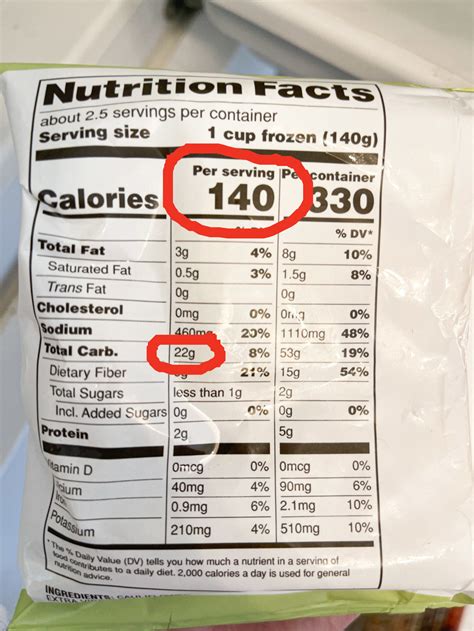 Nutrition Facts
about 2.5 servings per container
Serving size 1 cup frozen (140g)
Per serving Per container
Calories 140 330
% DV*
Total Fat 3g 4% 8g 10%
Saturated Fat 0.5g 3% 1.5g 8%
Trans Fat 0g 0g
Cholesterol 0mg 0% 0mg 0%
Sodium 460mg 20% 1110mg 48%
Total Carb. 22g 8% 53g 19%
Dietary Fiber 21% 15g 54%
Total Sugars less than 1g 2g
Incl. Added Sugars 0g 0% 0g 0%
Protein 2g 5g
tamin D 0mcg 0% 0mcg 0%
cium 40mg 4% 90mg 6%
0.9mg 6% 2.1mg 10%
Potassium 210mg 4% 510mg 10%
* The % Daily Value (DV) tells you how much a nutrient in a serving of
food contributes to a daily diet. 2,000 calories a day is used for general
nutrition advice.
INGREDIENTS: